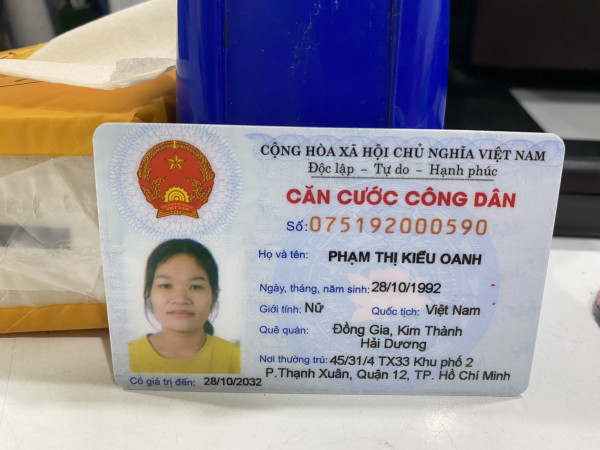 CỘNG HÒA XÃ HỘI CHỦ NGHĨA VIỆT NAM
Độc lập – Tự do – Hạnh phúc
CĂN CƯỚC CÔNG DÂN
Số: 075192000590
Họ và tên: PHẠM THỊ KIỀU OANH
Ngày, tháng, năm sinh: 28/10/1992
Giới tính: Nữ Quốc tịch: Việt Nam
Quê quán: Đồng Gia, Kim Thành
Hải Dương
Nơi thường trú: 45/31/4 TX33 Khu phố 2
P.Thạnh Xuân, Quận 12, TP. Hồ Chí Minh
Có giá trị đến: 28/10/2032